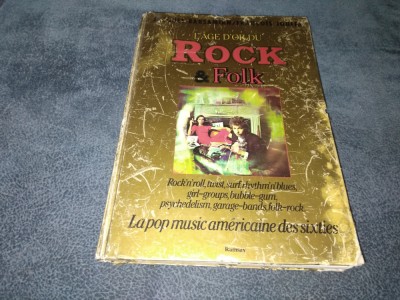 L'AGE D'OR DU
ROCK
& Folk
Rock'n'roll, twist, surf, rhythm'n'blues,
girl-groups, bubble-gum,
psychedelism, garage-bands, folk-rock.
La pop music américaine des sixties
Ramsay